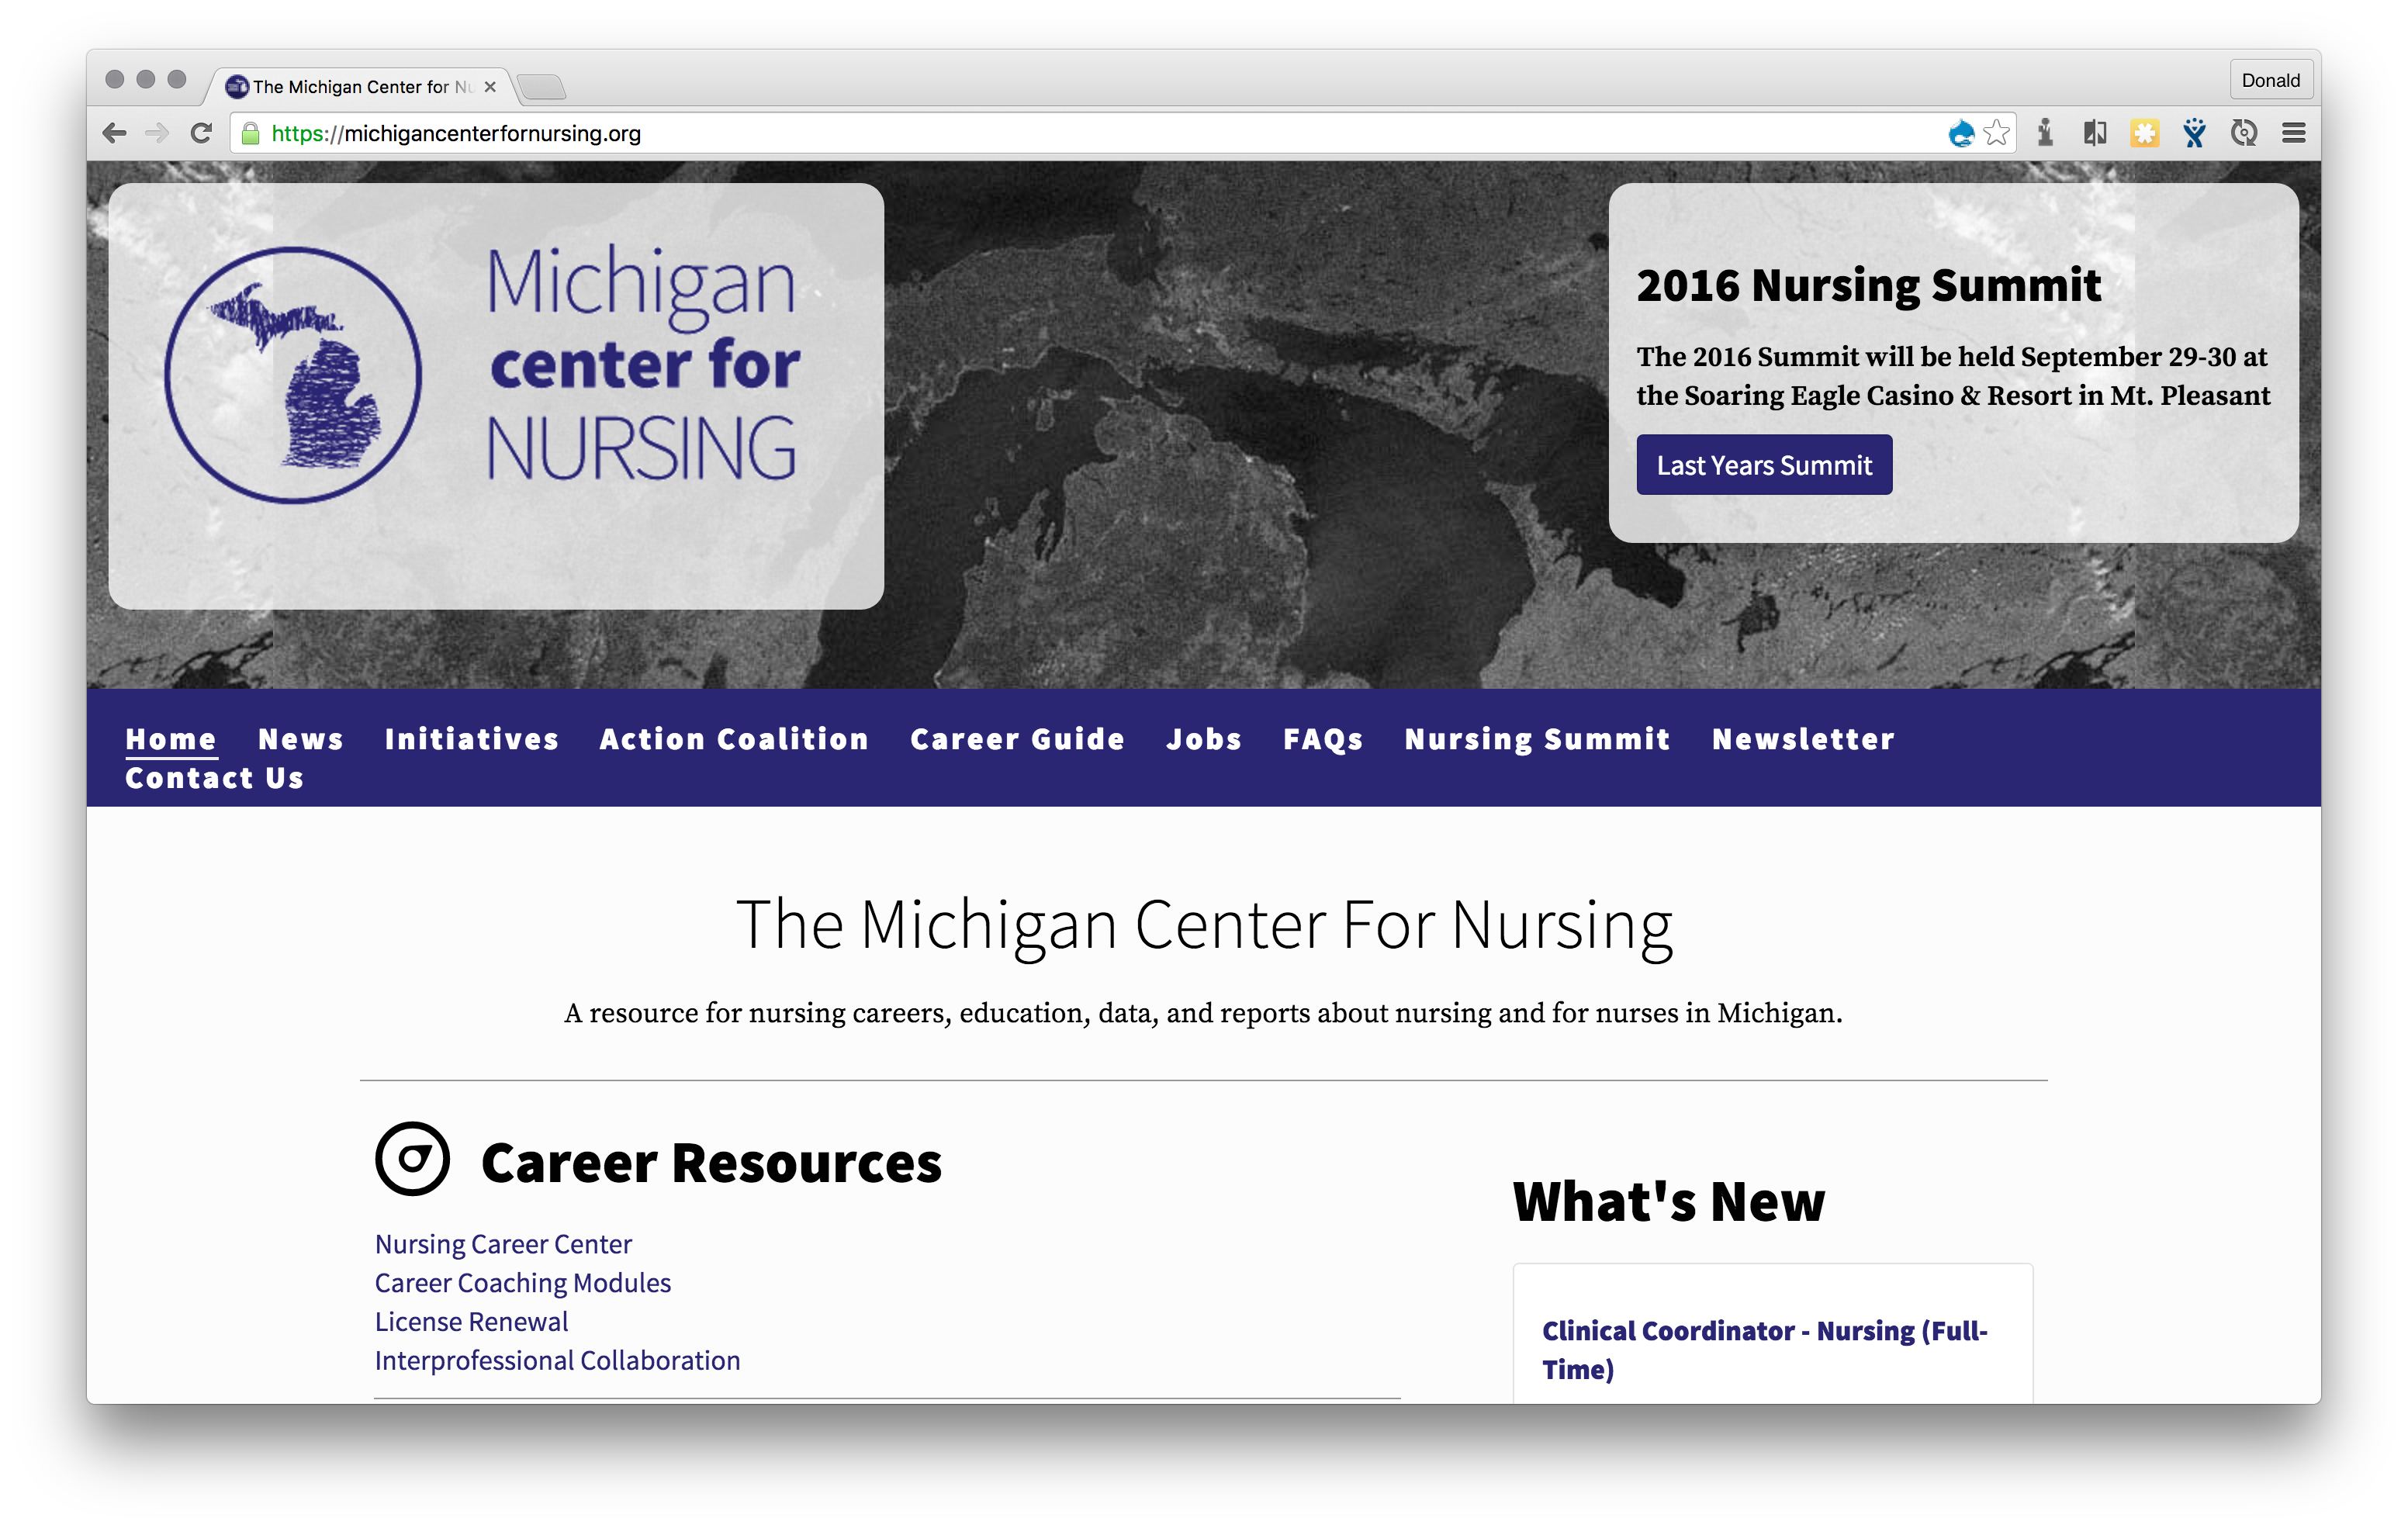 The Michigan Center for Nu
Donald
https://michigancenterfornursing.org
Michigan
center for
NURSING
2016 Nursing Summit
The 2016 Summit will be held September 29-30 at
the Soaring Eagle Casino & Resort in Mt. Pleasant
Last Years Summit
Home News Initiatives Action Coalition Career Guide Jobs FAQs Nursing Summit Newsletter
Contact Us
The Michigan Center For Nursing
A resource for nursing careers, education, data, and reports about nursing and for nurses in Michigan.
Career Resources
Nursing Career Center
Career Coaching Modules
License Renewal
Interprofessional Collaboration
What's New
Clinical Coordinator - Nursing (Full-
Time)